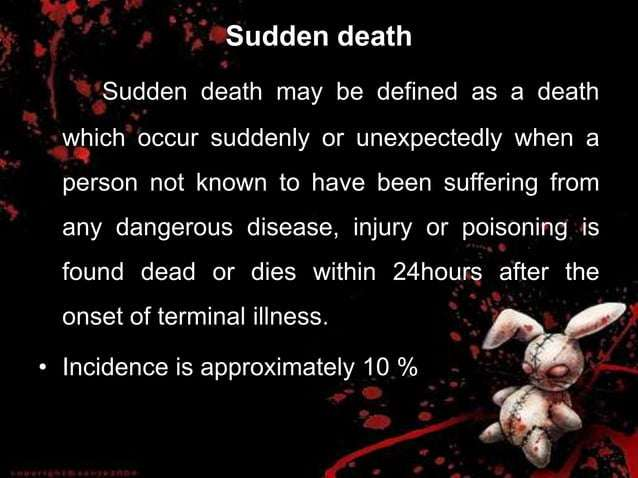 Sudden death
Sudden death may be defined as a death
which occur suddenly or unexpectedly when a
person not known to have been suffering from
any dangerous disease, injury or poisoning is
found dead or dies within 24hours after the
onset of terminal illness.
• Incidence is approximately 10 %